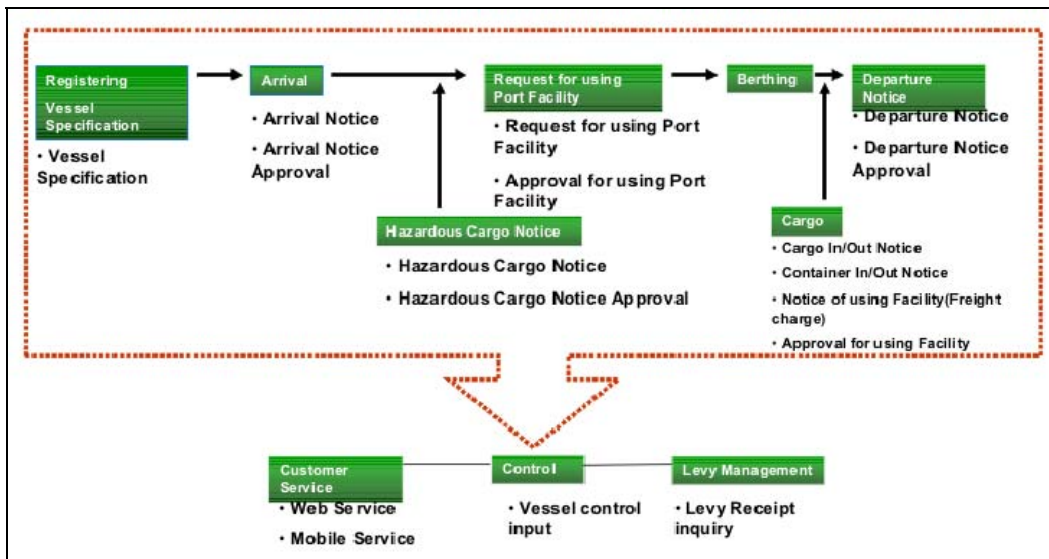 Registering
Vessel
Specification
• Vessel
Specification
Arrival
• Arrival Notice
• Arrival Notice
Approval
Request for using
Port Facility
• Request for using Port
Facility
• Approval for using Port
Facility
Berthing
Departure
Notice
• Departure Notice
• Departure Notice
Approval
Hazardous Cargo Notice
• Hazardous Cargo Notice
• Hazardous Cargo Notice Approval
Cargo
• Cargo In/Out Notice
• Container In/Out Notice
• Notice of using Facility(Freight
charge)
• Approval for using Facility
Customer
Service
• Web Service
• Mobile Service
Control
• Vessel control
input
Levy Management
• Levy Receipt
inquiry